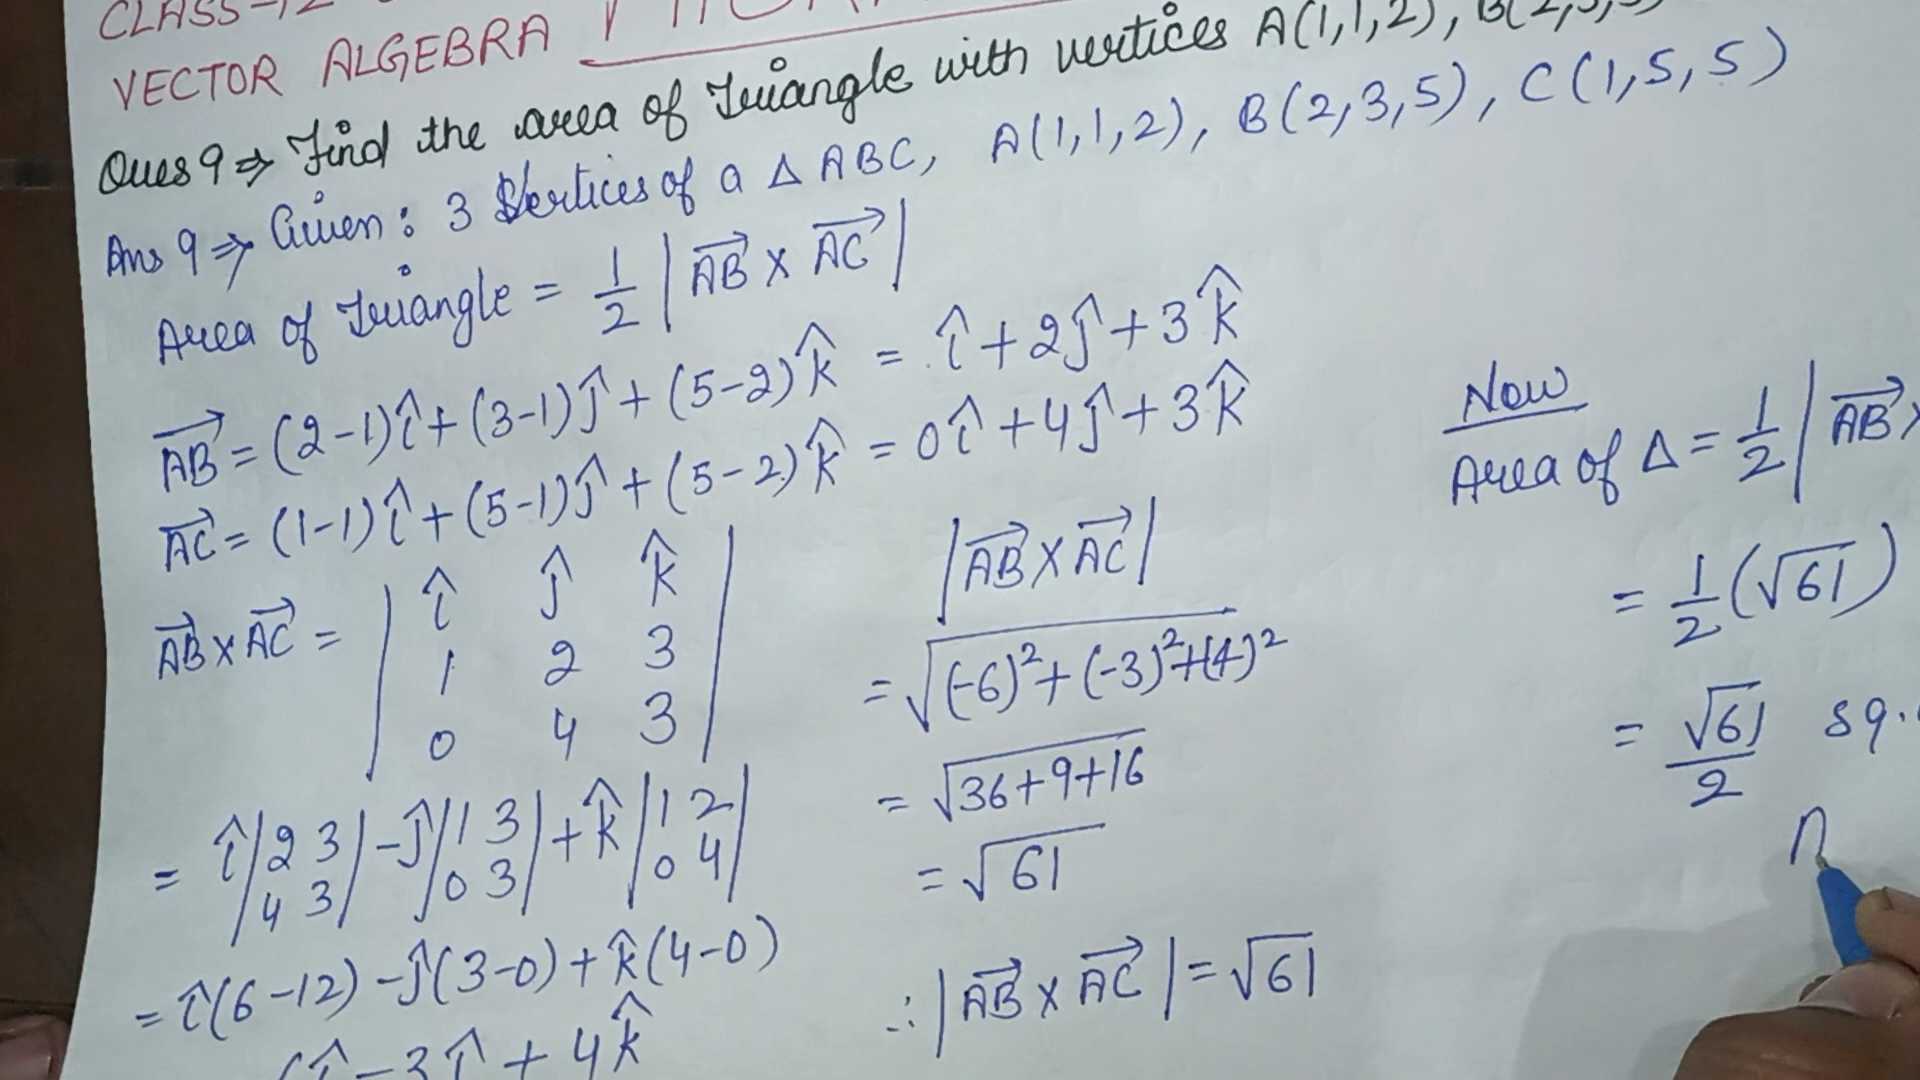 CLASS-12
VECTOR ALGEBRA
Ques 9 ⇒ Find the area of Triangle with vertices A(1,1,2), B(2,3,5)
Ans 9 ⇒ Given : 3 Vertices of a Δ ABC, A(1,1,2), B(2,3,5), C(1,5,5)
Area of Triangle = 1/2 |AB⃗ × AC⃗|
AB⃗ = (2-1)î + (3-1)ĵ + (5-2)k̂ = î + 2ĵ + 3k̂
AC⃗ = (1-1)î + (5-1)ĵ + (5-2)k̂ = 0î + 4ĵ + 3k̂
AB⃗ × AC⃗ = | î ĵ k̂ |
1 2 3
0 4 3
= î |2 3| - ĵ |1 3| + k̂ |1 2|
|4 3| |0 3| |0 4|
= î(6-12) - ĵ(3-0) + k̂(4-0)
- 3ĵ + 4k̂
|AB⃗ × AC⃗|
= √(-6)² + (-3)² + (4)²
= √36+9+16
= √61
∴ |AB⃗ × AC⃗| = √61
Now
Area of Δ = 1/2 |AB⃗ ×
= 1/2 (√61)
= √61/2 sq.